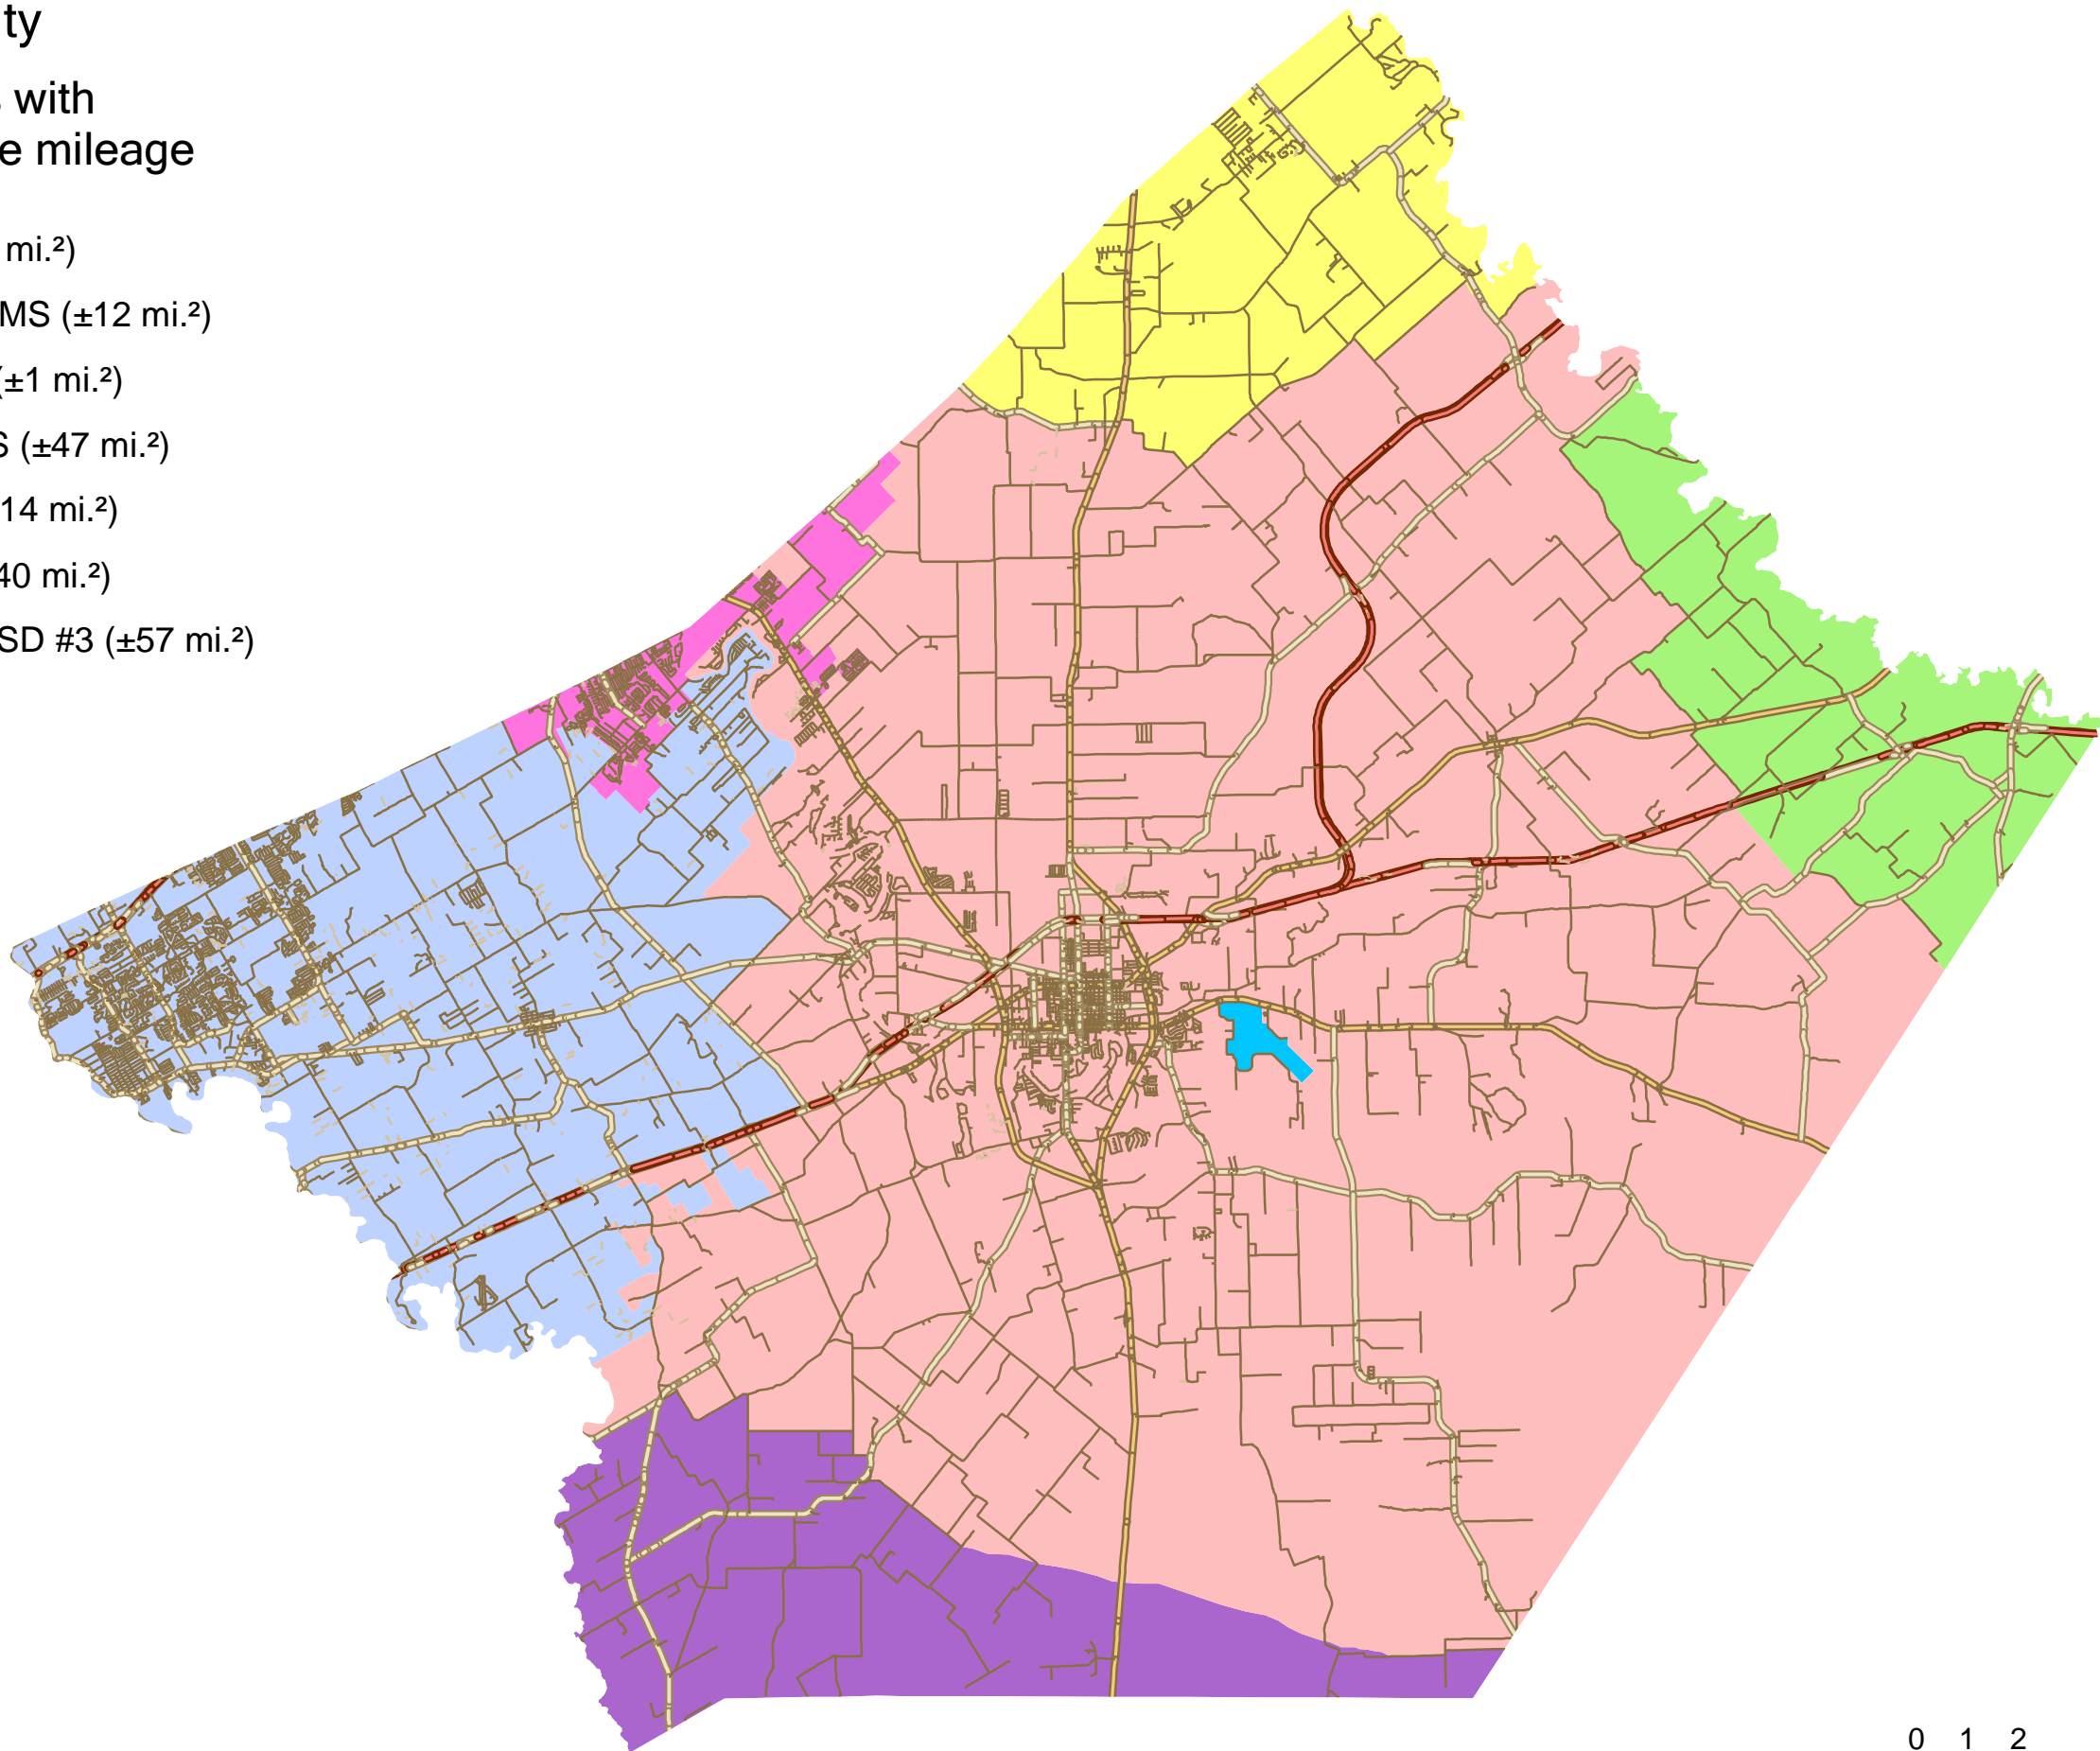 ty
s with
e mileage
mi.²)
MS (±12 mi.²)
(±1 mi.²)
S (±47 mi.²)
14 mi.²)
40 mi.²)
SD #3 (±57 mi.²)
0 1 2